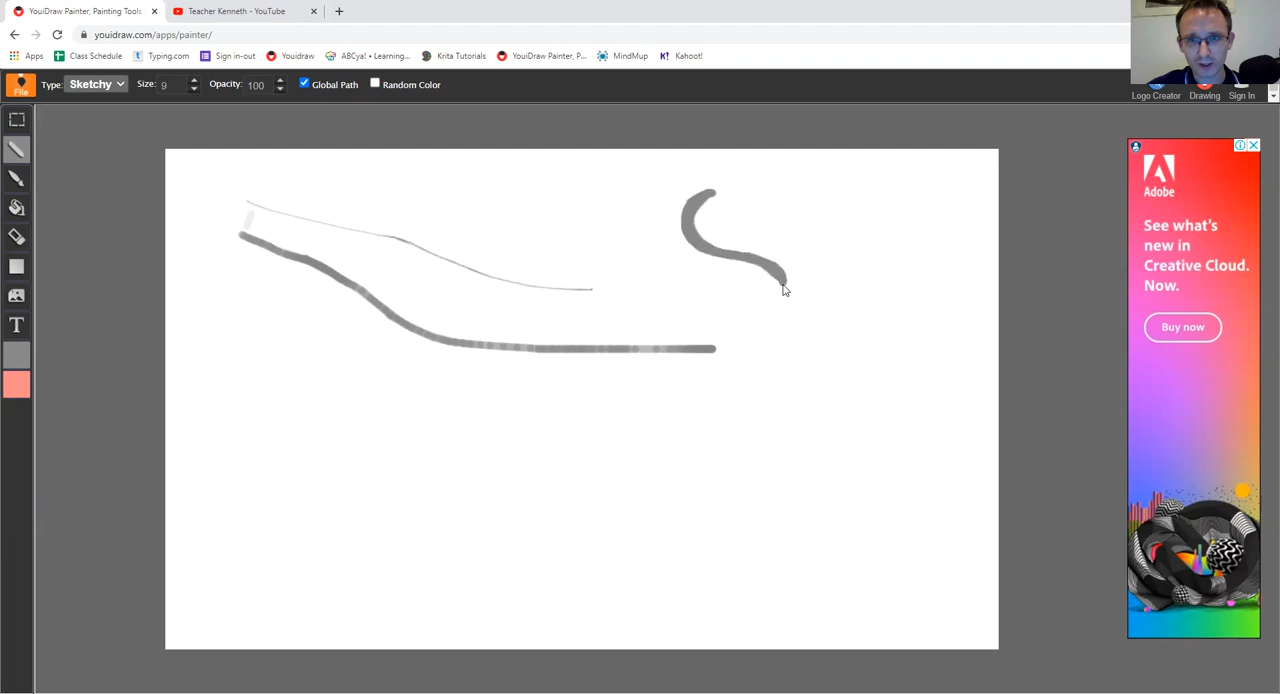 YouiDraw Painter, Painting Tools
Teacher Kenneth - YouTube
youidraw.com/apps/painter/
Apps Class Schedule Typing.com Sign in-out Youidraw ABCya! • Learning... Krita Tutorials YouiDraw Painter, P... MindMup Kahoot!
File Type: Sketchy Size: 9 Opacity: 100 Global Path Random Color
Logo Creator Drawing Sign In
T
Adobe
See what's
new in
Creative Cloud.
Now.
Buy now